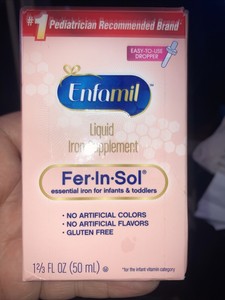 #1 Pediatrician Recommended Brand*
EASY-TO-USE
DROPPER
Enfamil
Liquid
Iron Supplement
Fer-In-Sol®
essential iron for infants & toddlers
• NO ARTIFICIAL COLORS
• NO ARTIFICIAL FLAVORS
• GLUTEN FREE
1⅔ FL OZ (50 mL)
*for the infant vitamin category